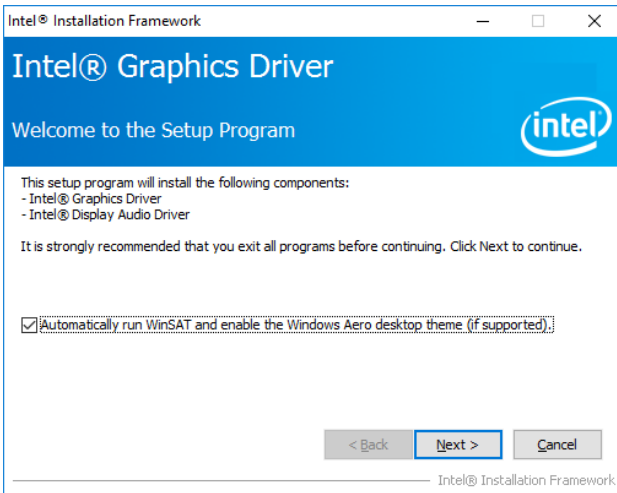 Intel® Installation Framework
Intel® Graphics Driver
Welcome to the Setup Program
intel
This setup program will install the following components:
- Intel® Graphics Driver
- Intel® Display Audio Driver
It is strongly recommended that you exit all programs before continuing. Click Next to continue.
Automatically run WinSAT and enable the Windows Aero desktop theme (if supported).
< Back Next > Cancel
Intel® Installation Framework